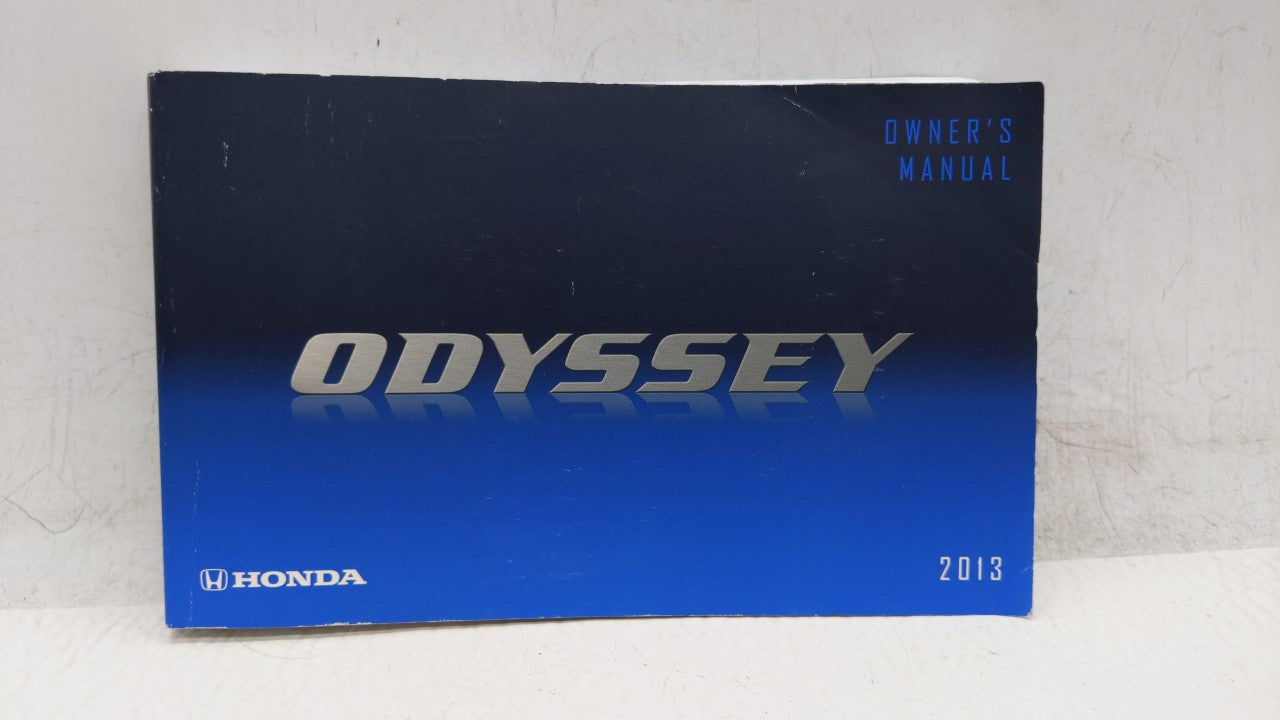 OWNER'S
MANUAL
ODYSSEY
HONDA
2013